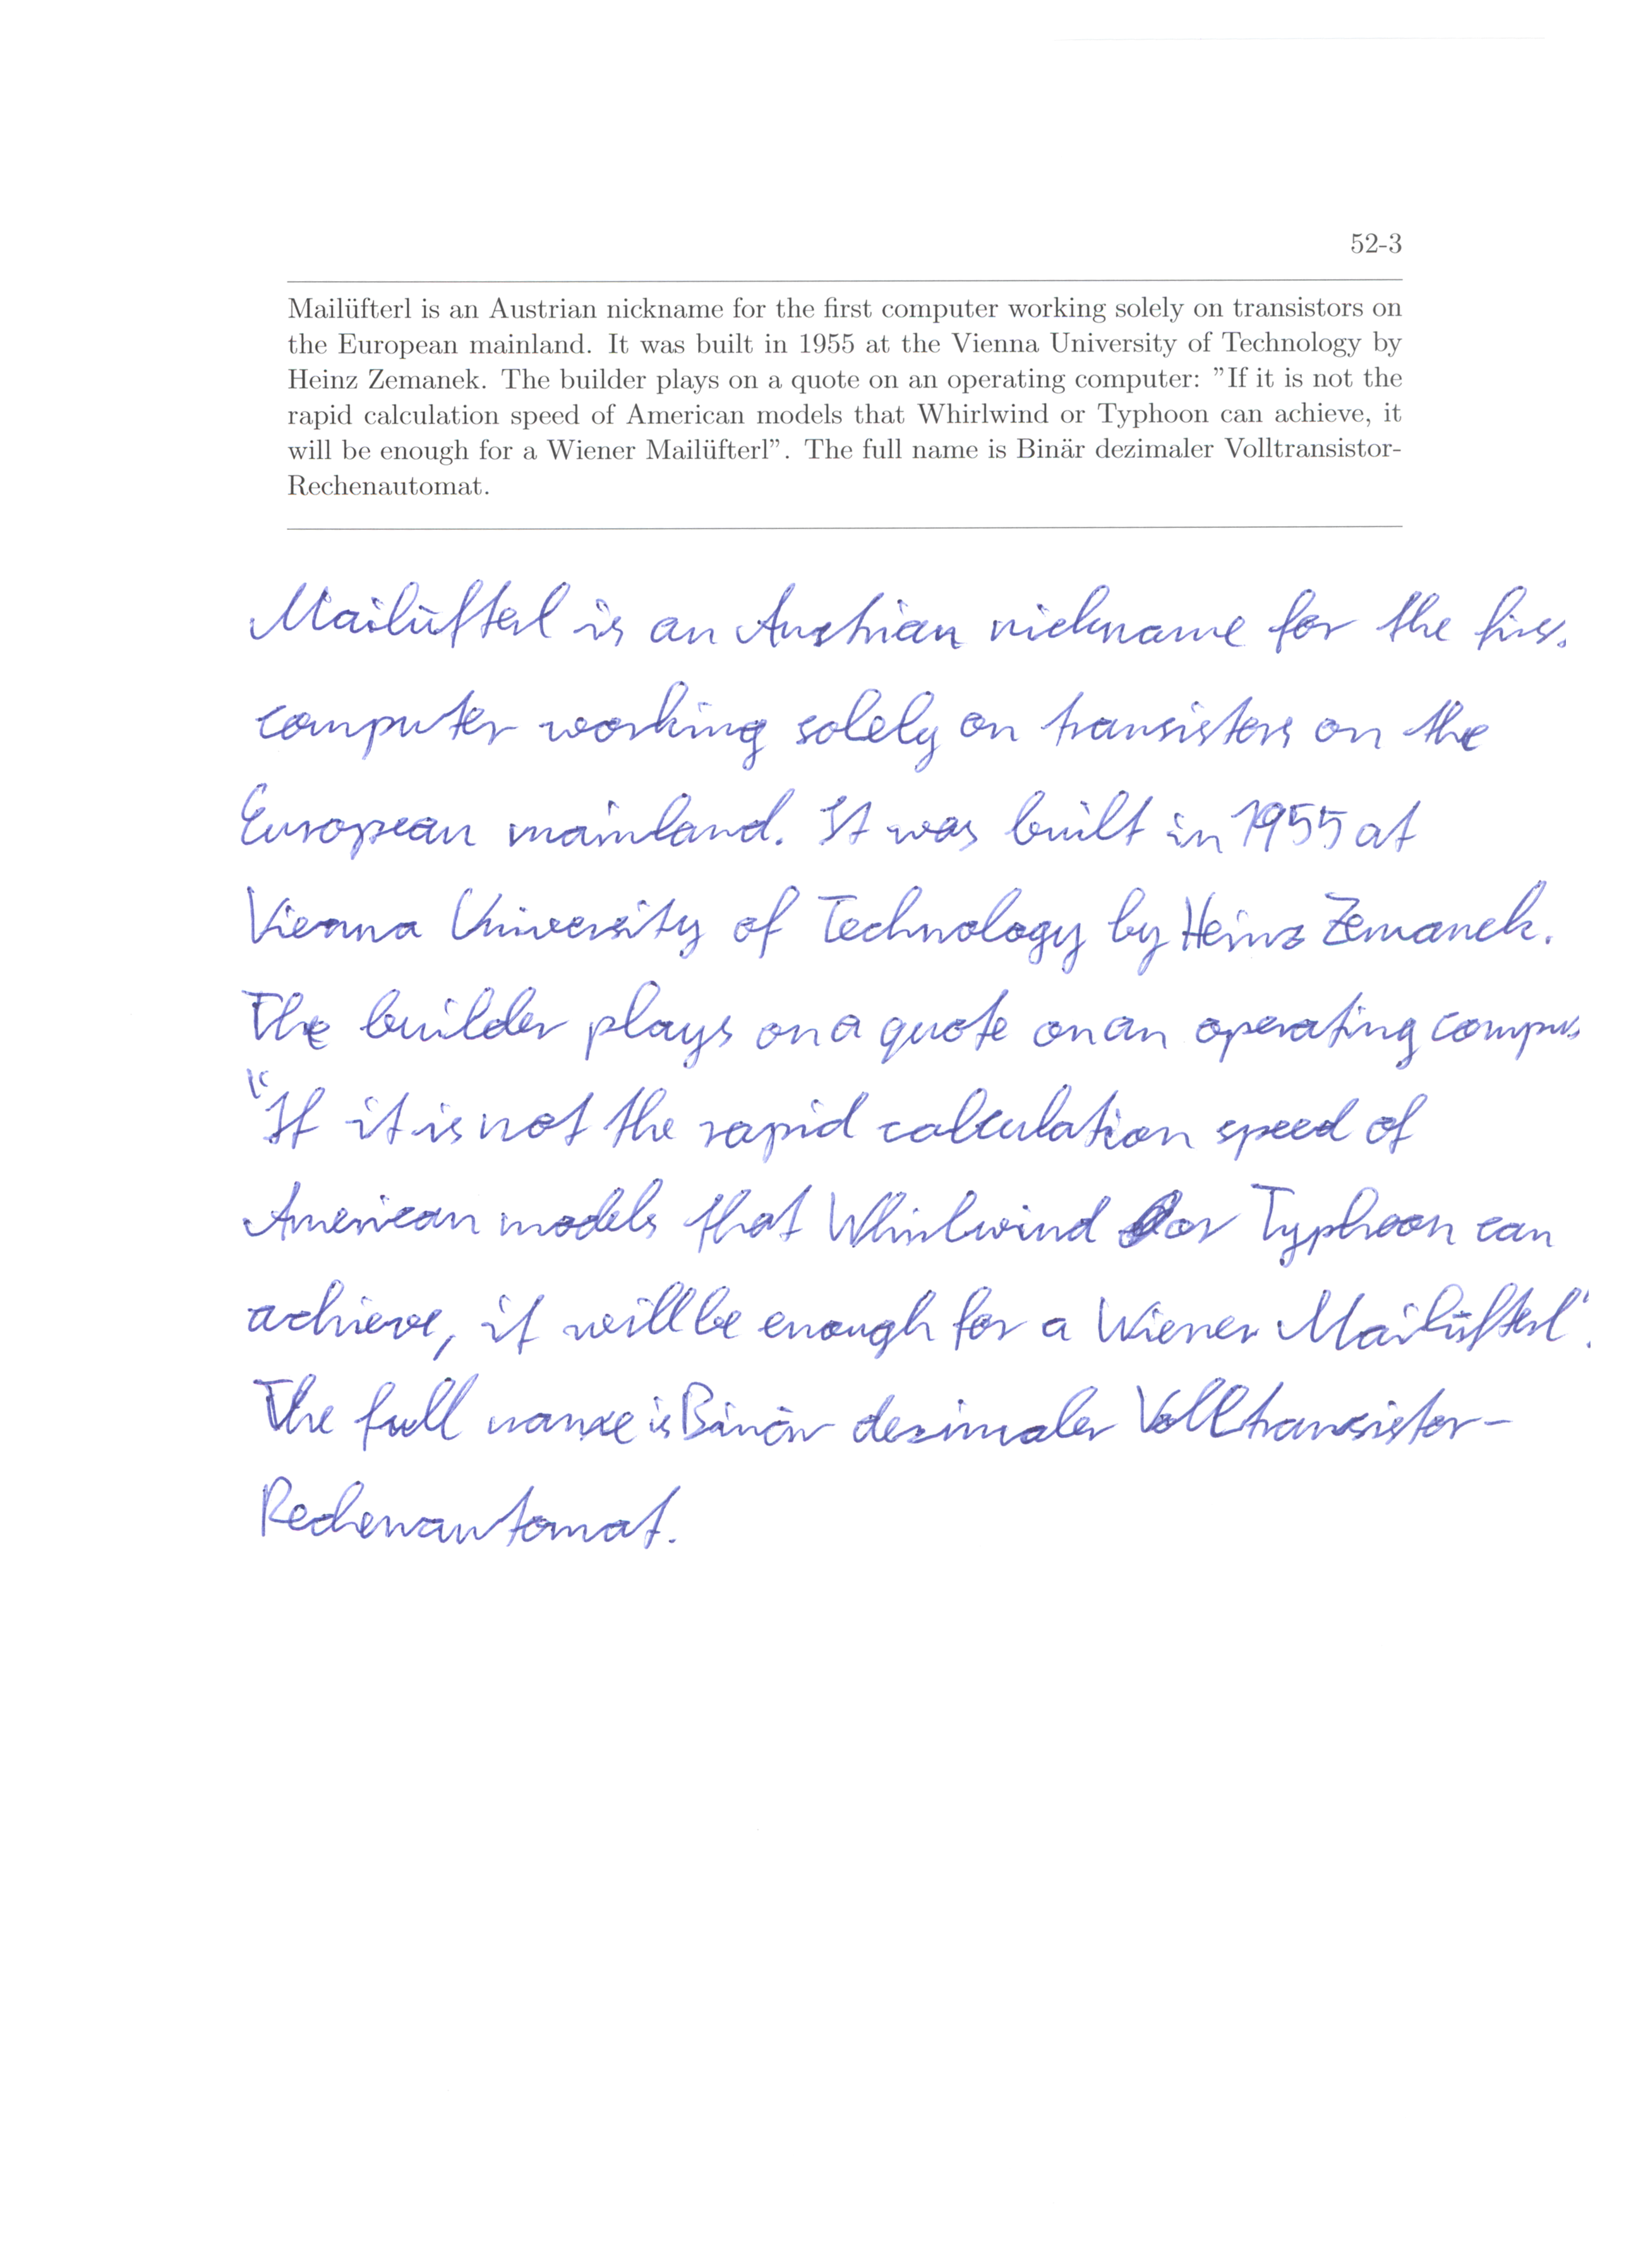 52-3
Mailüfterl is an Austrian nickname for the first computer working solely on transistors on
the European mainland. It was built in 1955 at the Vienna University of Technology by
Heinz Zemanek. The builder plays on a quote on an operating computer: "If it is not the
rapid calculation speed of American models that Whirlwind or Typhoon can achieve, it
will be enough for a Wiener Mailüfterl". The full name is Binär dezimaler Volltransistor-
Rechenautomat.
Mailüfterl is an Austrian nickname for the
computer working solely on transistors on the
European mainland. It was built in 1955 at
Vienna University of Technology by Heinz Zemanek.
The builder plays on a quote on an operating
"If it is not the rapid calculation speed of
American models that Whirlwind or Typhoon can
achieve, it will be enough for a Wiener Mailüfterl".
The full name is Binär dezimaler Volltransistor-
Rechenautomat.